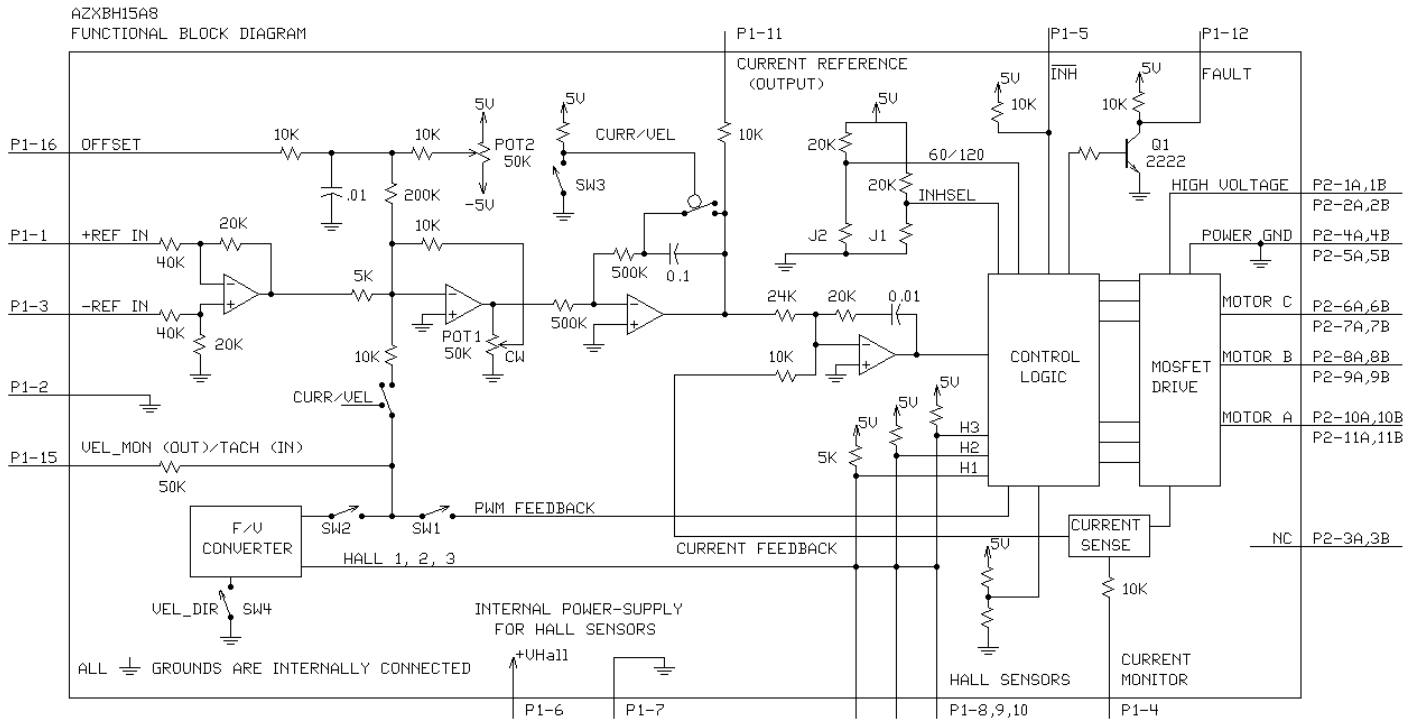 AZXBH15A8
FUNCTIONAL BLOCK DIAGRAM
P1-11
P1-5
P1-12
CURRENT REFERENCE
(OUTPUT)
5V
INH
10K
5V
FAULT
10K
P1-16
OFFSET
10K
10K
5V
POT2
50K
-5V
.01
200K
5V
CURR/VEL
SW3
10K
5V
20K
60/120
20K
INHSEL
J2
J1
Q1
2222
HIGH VOLTAGE
P2-1A,1B
P2-2A,2B
P1-1
+REF IN
20K
40K
10K
POWER GND
P2-4A,4B
P2-5A,5B
5K
500K
0.1
P1-3
-REF IN
40K
20K
POT1
50K
CW
500K
24K
20K
0.01
10K
CONTROL
LOGIC
MOSFET
DRIVE
MOTOR C
P2-6A,6B
P2-7A,7B
MOTOR B
P2-8A,8B
P2-9A,9B
MOTOR A
P2-10A,10B
P2-11A,11B
10K
P1-2
CURR/VEL
5V
5V
5V
5K
H3
H2
H1
P1-15
VEL_MON (OUT)/TACH (IN)
50K
F/V
CONVERTER
SW2
SW1
PWM FEEDBACK
CURRENT FEEDBACK
CURRENT
SENSE
NC
P2-3A,3B
HALL 1, 2, 3
5V
10K
VEL_DIR
SW4
INTERNAL POWER-SUPPLY
FOR HALL SENSORS
+VHall
ALL GROUNDS ARE INTERNALLY CONNECTED
HALL SENSORS
CURRENT
MONITOR
P1-6
P1-7
P1-8,9,10
P1-4